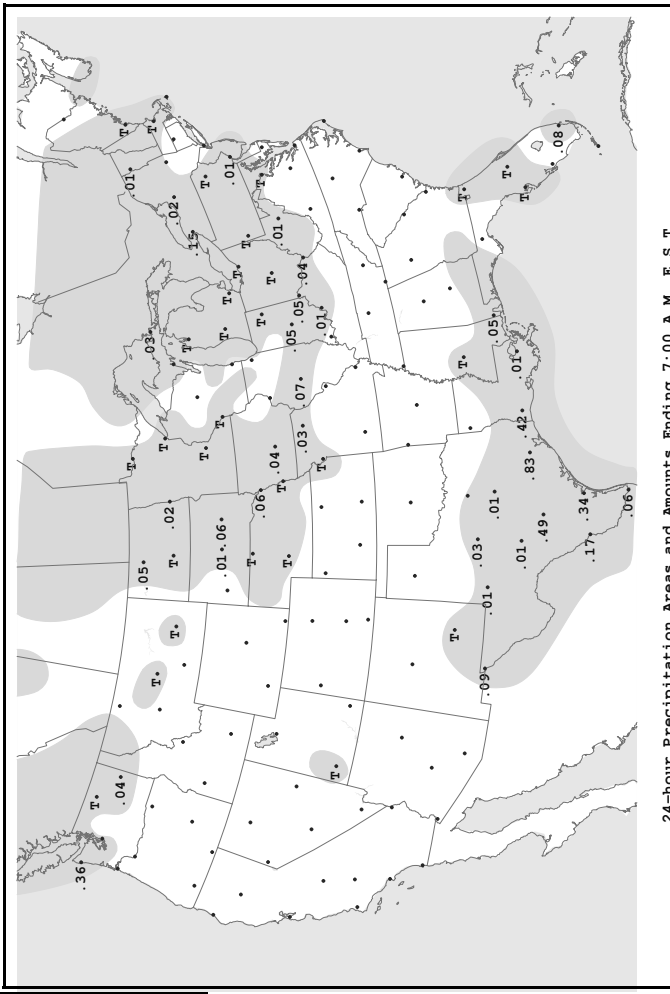 24-hour Precipitation Areas and Amounts Ending 7:00 A.M. E.S.T.
.36
T
.04
T
T
.05
T
.02
T
T
T
.03
T
.01
.02
.15
T
T
.01
T
T
.01
T
T
.04
T
T
T
.05
.01
.05
.07
.03
T
T
.04
T
.06
.06
.01
T
T
T
.09
.01
.03
.01
.01
.49
.17
.34
.06
.83
.42
.01
.05
T
T
T
T
.08